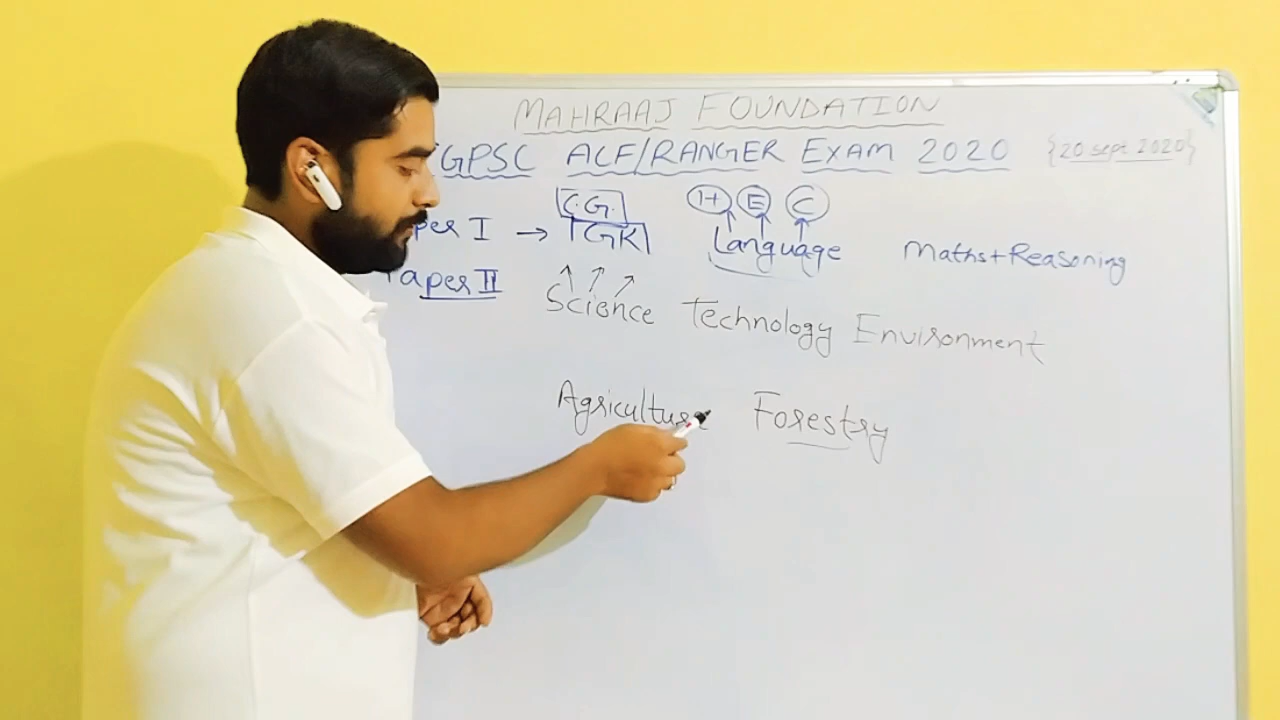 MAHRAAJ FOUNDATION
GPSC ACF/RANGER EXAM 2020 {20 sept 2020}
C.G. H E C
per I → GK Language Maths+Reasoning
Paper II
Science Technology Environment
Agriculture Forestry